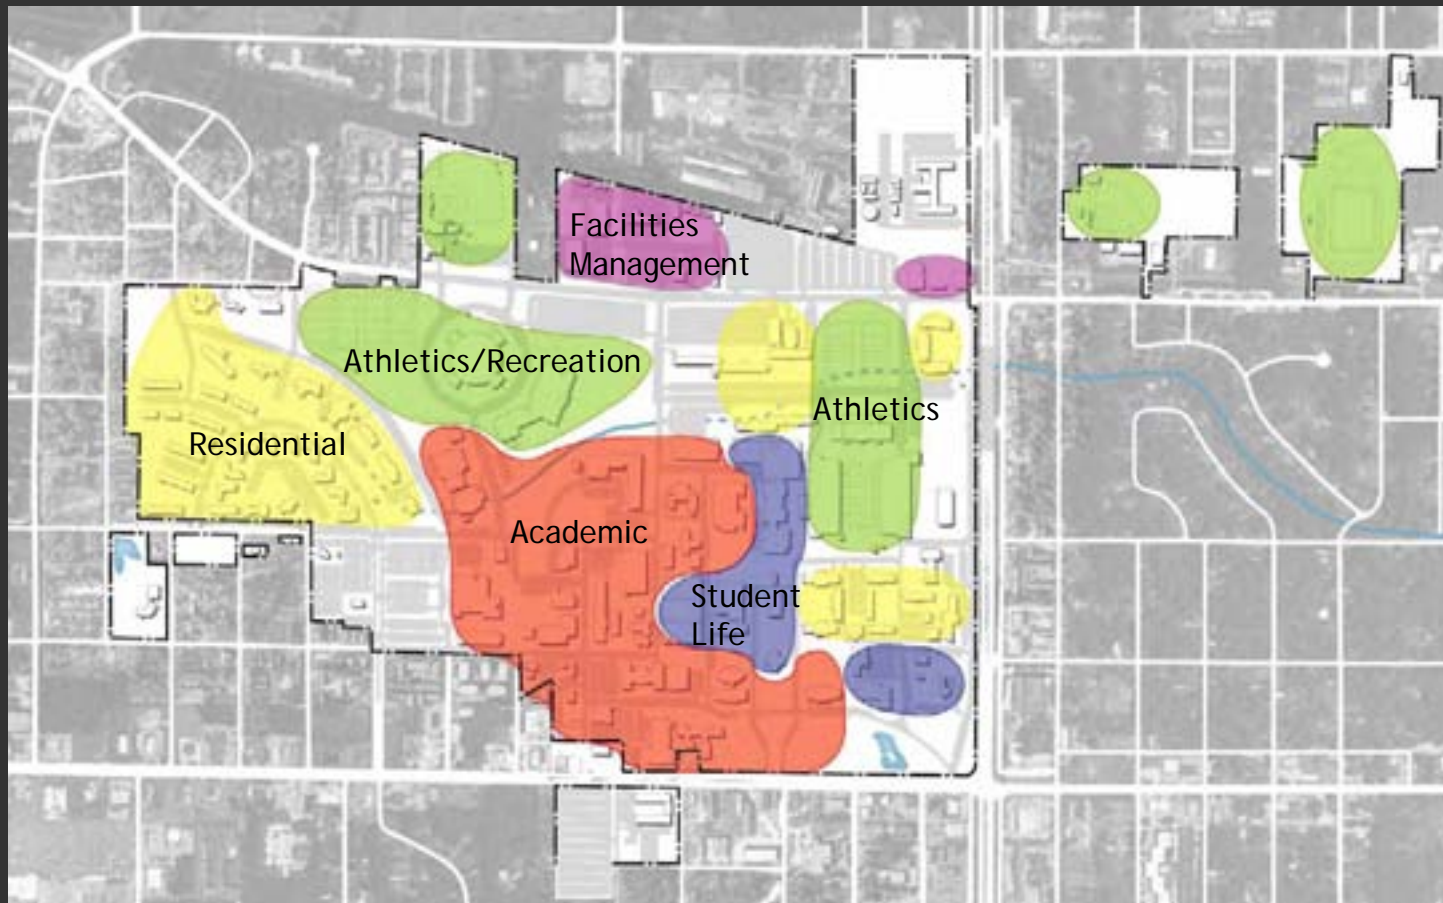 Facilities
Management
Athletics/Recreation
Athletics
Residential
Academic
Student
Life